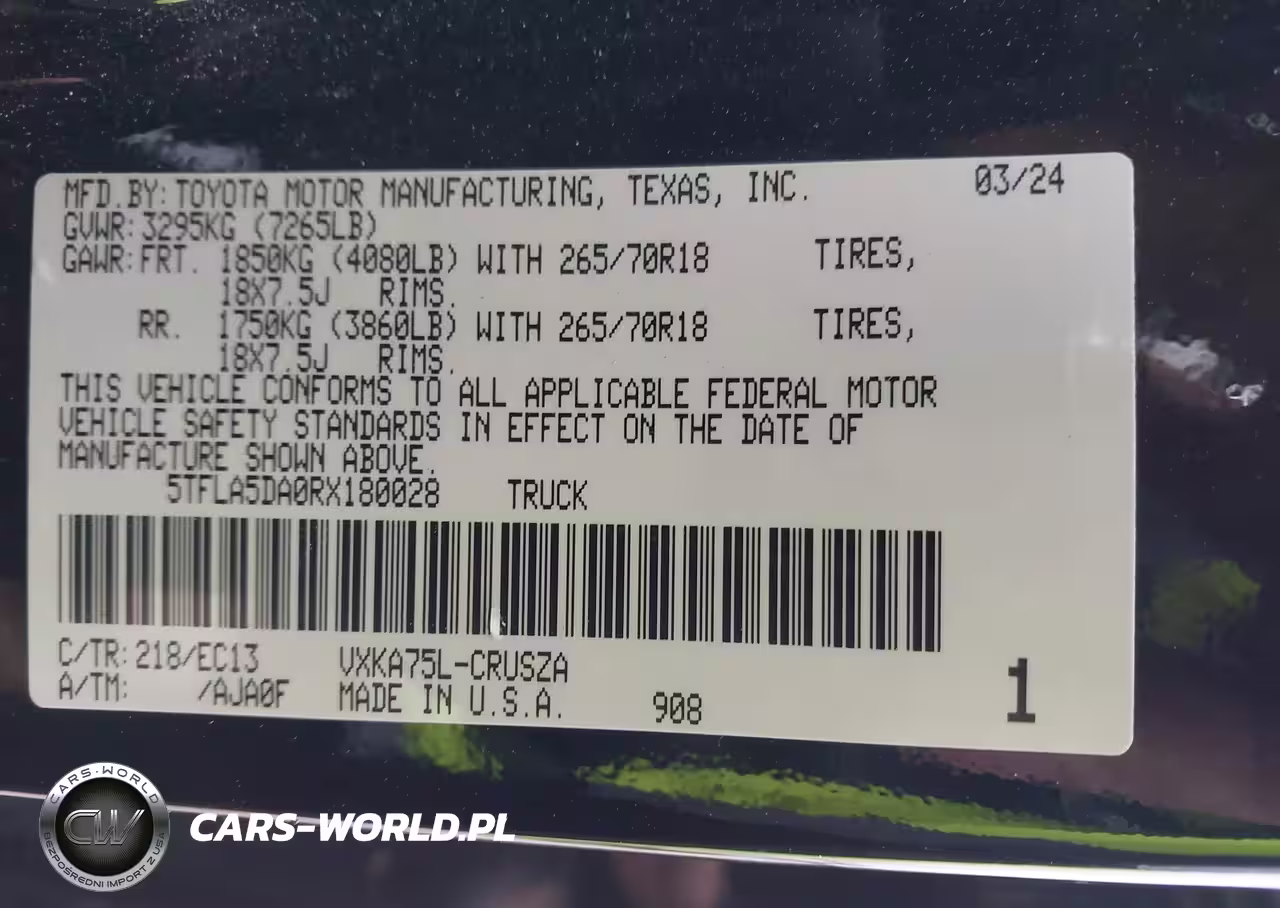 MFD.BY: TOYOTA MOTOR MANUFACTURING, TEXAS, INC. 03/24
GVWR: 3295KG (7265LB)
GAWR: FRT. 1850KG (4080LB) WITH 265/70R18 TIRES,
18X7.5J RIMS.
RR. 1750KG (3860LB) WITH 265/70R18 TIRES,
18X7.5J RIMS.
THIS VEHICLE CONFORMS TO ALL APPLICABLE FEDERAL MOTOR
VEHICLE SAFETY STANDARDS IN EFFECT ON THE DATE OF
MANUFACTURE SHOWN ABOVE.
5TFLA5DA0RX180028 TRUCK
C/TR: 218/EC13 VXKA75L-CRUSZA
A/TM: /AJA0F MADE IN U.S.A. 908 1
CARS-WORLD
CW
BEZPOŚREDNI IMPORT Z USA
CARS-WORLD.PL